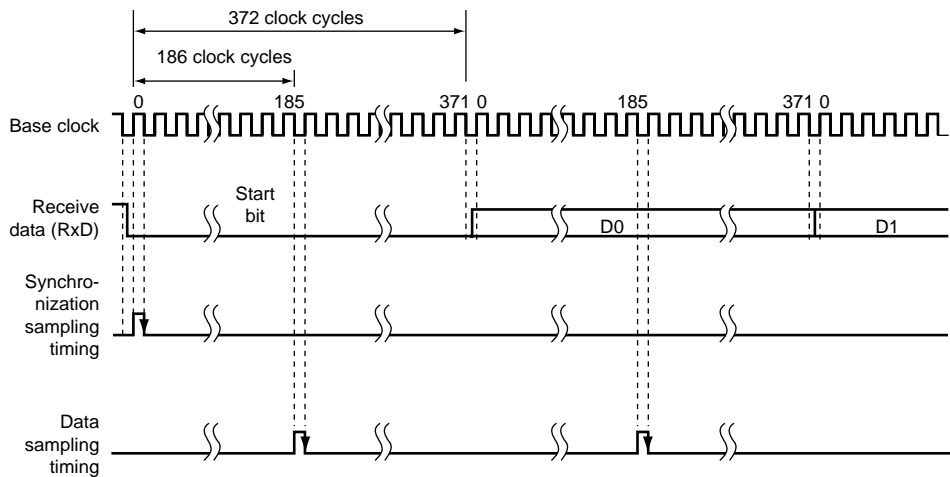 372 clock cycles
186 clock cycles
0 185 371 0 185 371 0
Base clock
Start
bit
Receive
data (RxD)
D0 D1
Synchro-
nization
sampling
timing
Data
sampling
timing